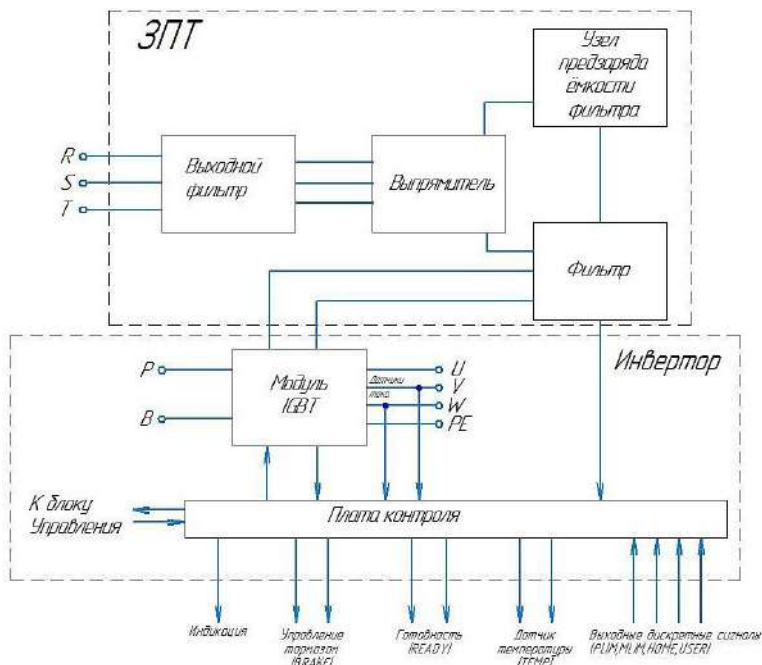 ЗПТ
Узел
предзаряда
ёмкости
фильтра
R
S
T
Выходной
фильтр
Выпрямитель
Фильтр
Инвертор
P
B
Модуль
IGBT
Датчики
тока
U
V
W
PE
К блоку
Управления
Плата контроля
Индикация
Управление
тормазом
(BRAKE)
Готовность
(READY)
Датчик
температуры
(TEMP)
Выходные дискретные сигналы
(PLIM,MLIM,HOME,USER)